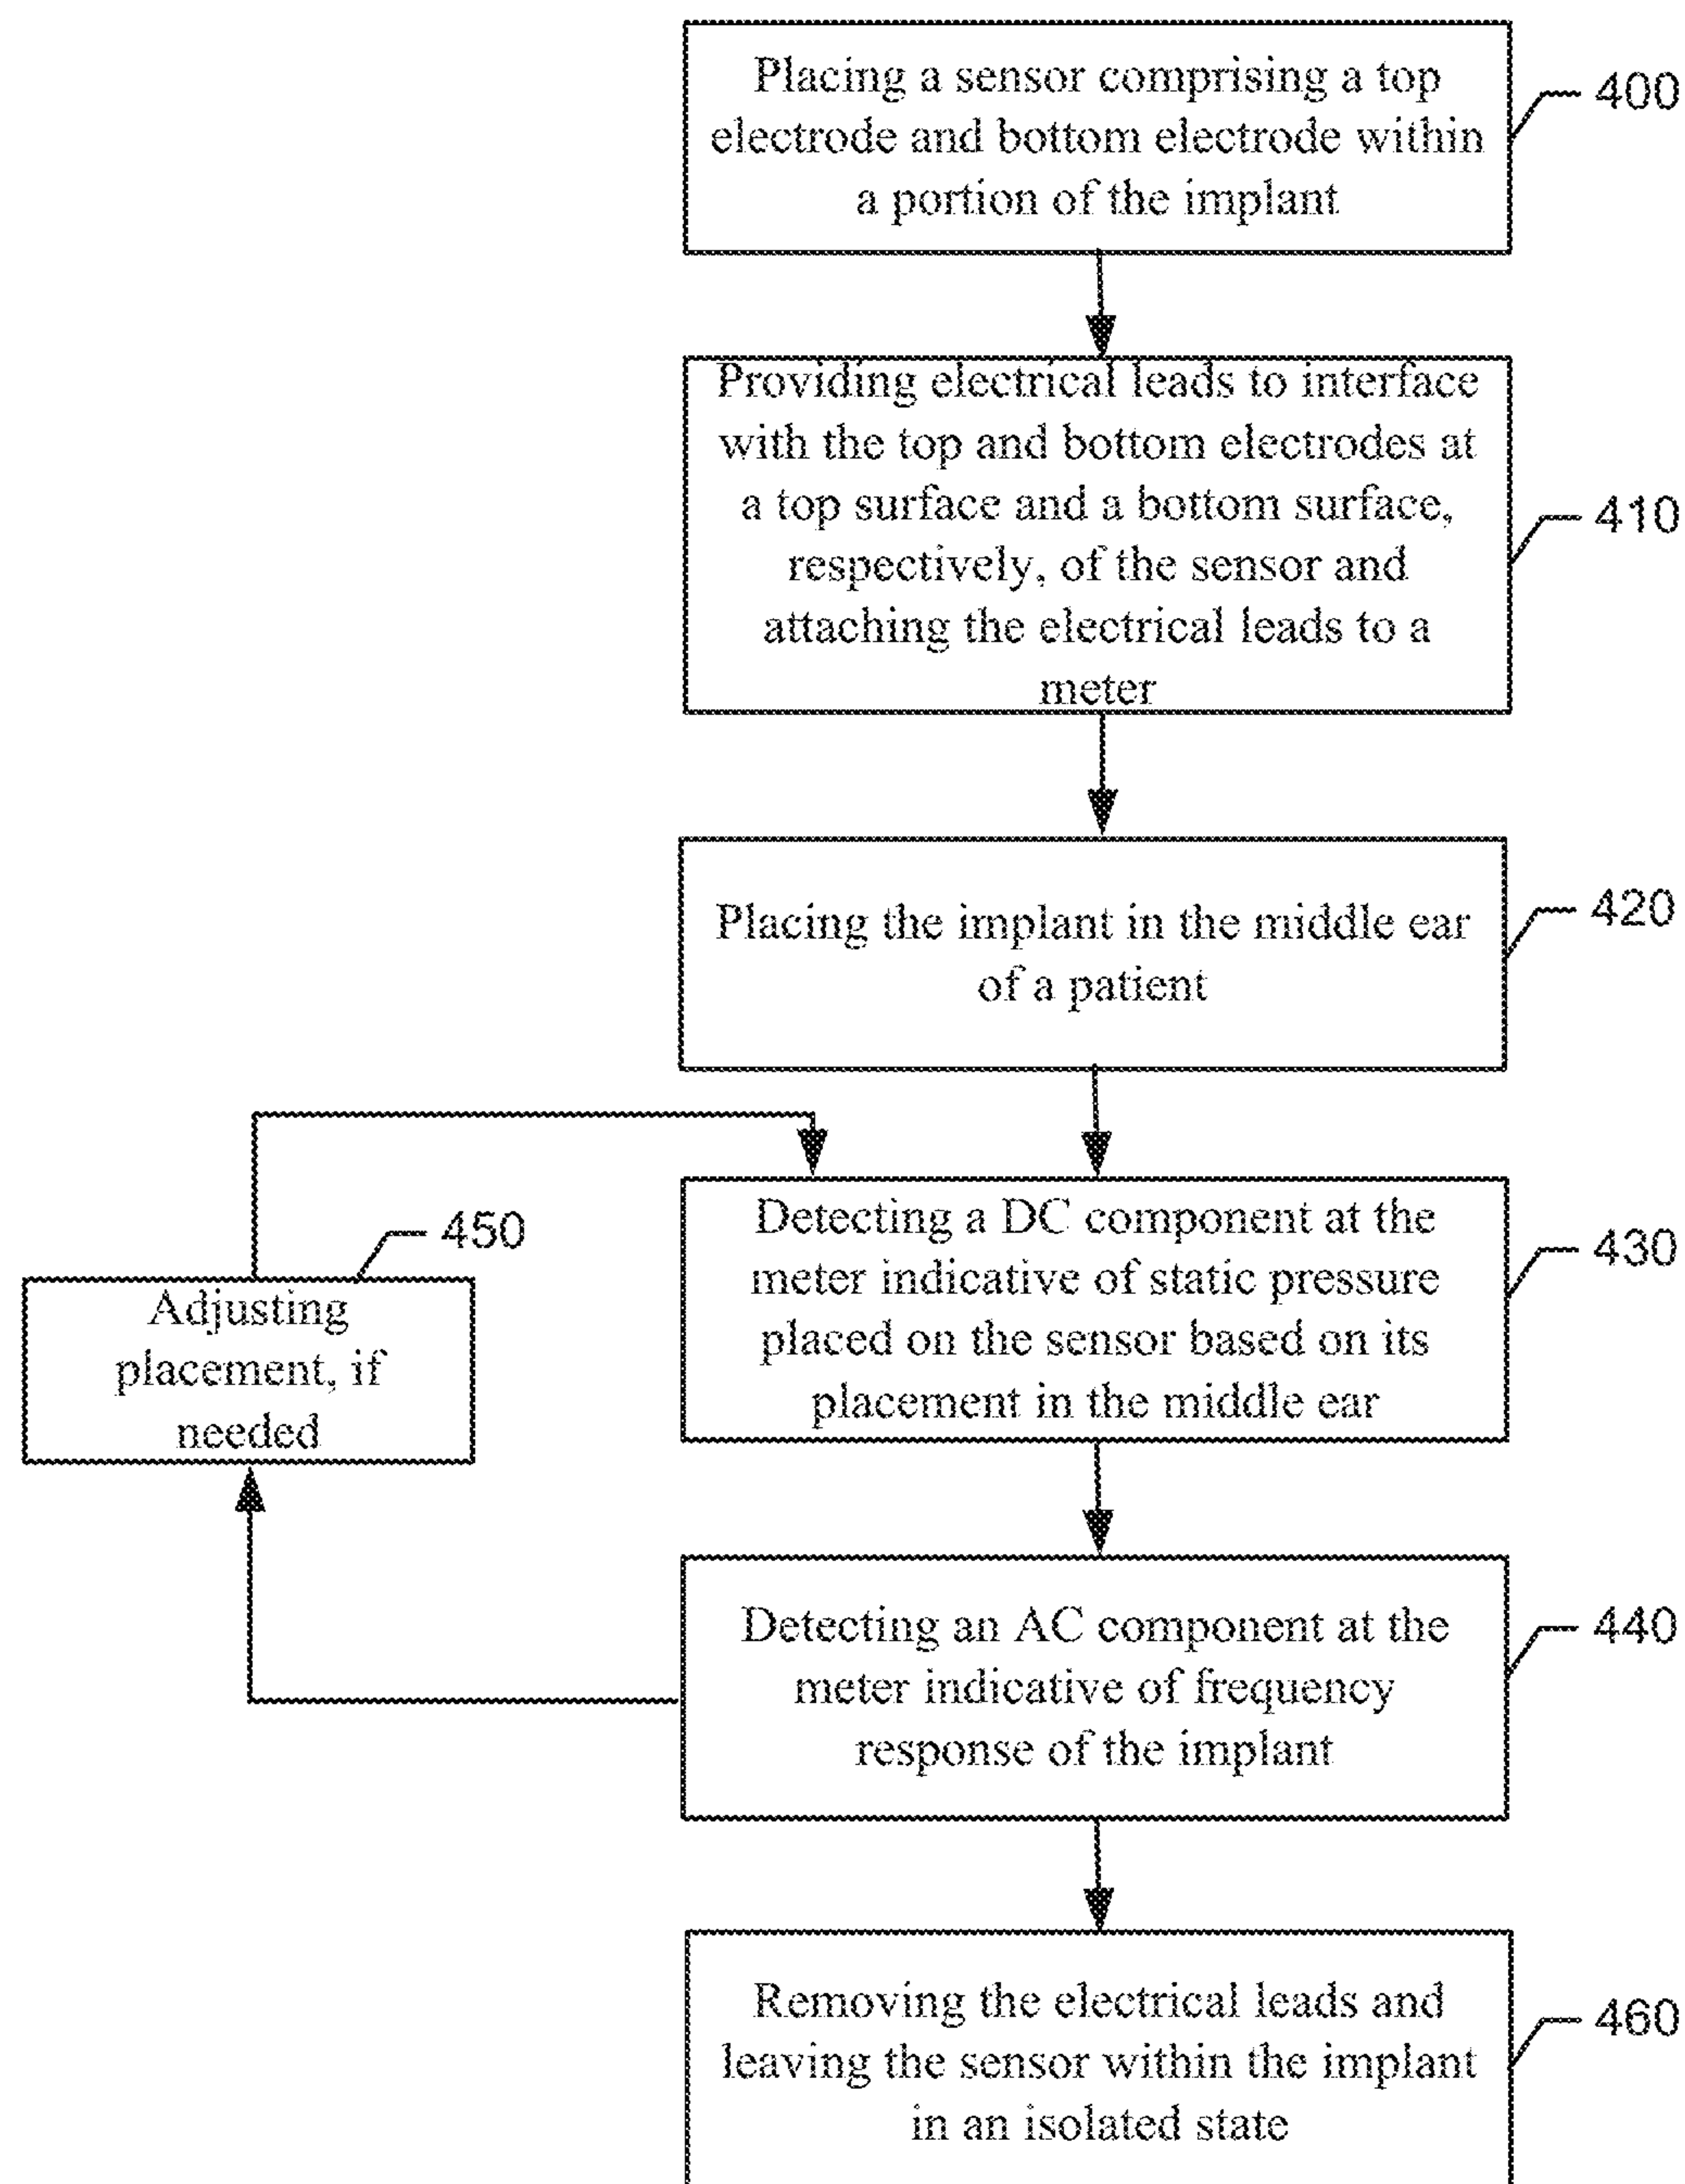 Placing a sensor comprising a top
electrode and bottom electrode within
a portion of the implant
400
Providing electrical leads to interface
with the top and bottom electrodes at
a top surface and a bottom surface,
respectively, of the sensor and
attaching the electrical leads to a
meter
410
Placing the implant in the middle ear
of a patient
420
Detecting a DC component at the
meter indicative of static pressure
placed on the sensor based on its
placement in the middle ear
430
450
Adjusting
placement, if
needed
Detecting an AC component at the
meter indicative of frequency
response of the implant
440
Removing the electrical leads and
leaving the sensor within the implant
in an isolated state
460